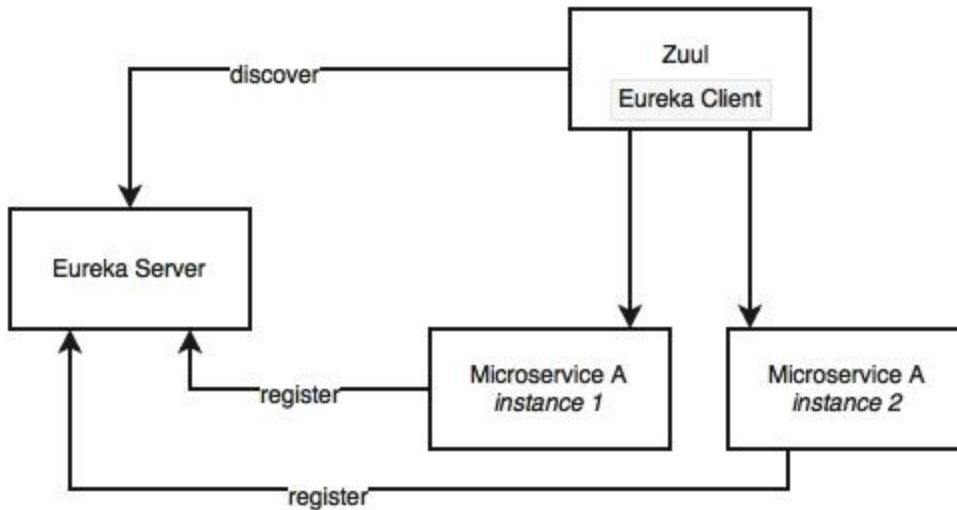 Zuul
discover
Eureka Client
Eureka Server
Microservice A
instance 1
Microservice A
instance 2
register
register